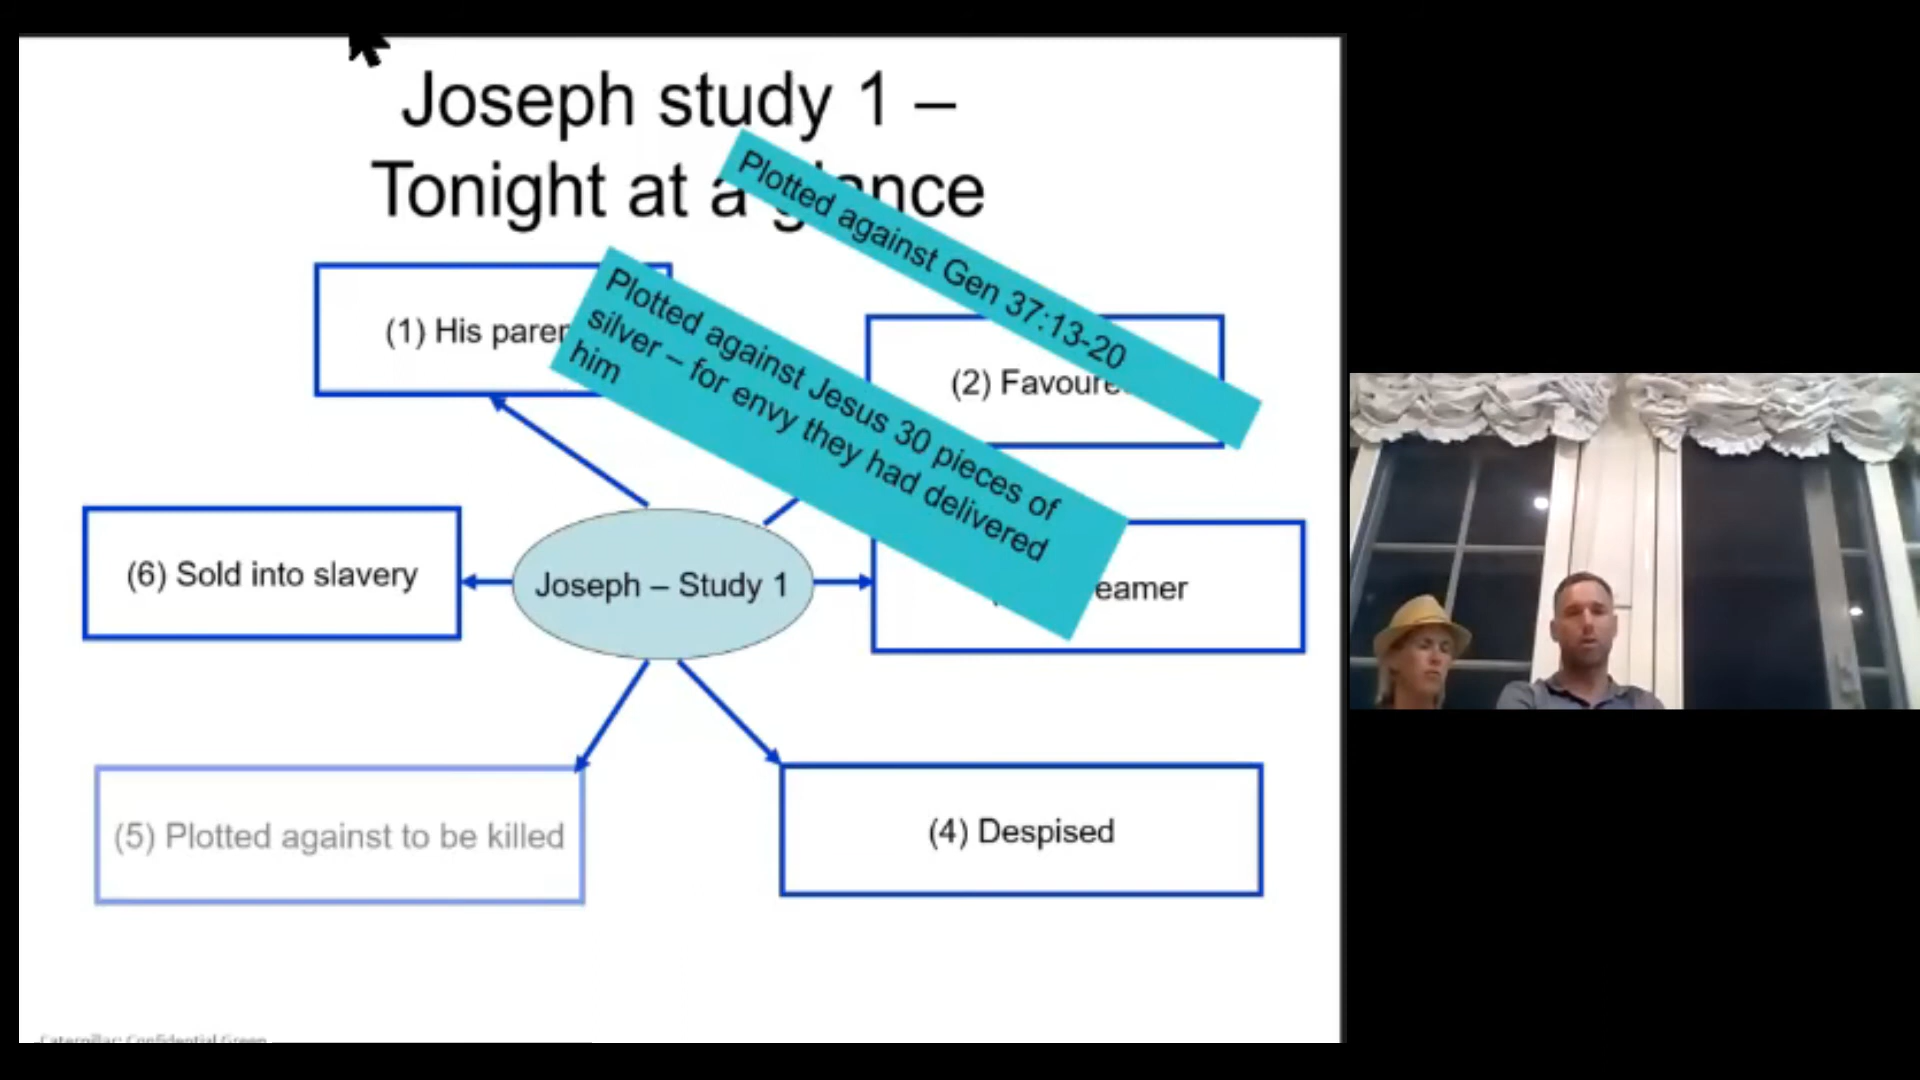 Joseph study 1 –
Tonight at a glance
Plotted against Gen 37:13-20
Plotted against Jesus 30 pieces of
silver – for envy they had delivered
him
(1) His paren
(2) Favoure
(6) Sold into slavery
Joseph – Study 1
eamer
(5) Plotted against to be killed
(4) Despised
Caterpillar: Confidential Green